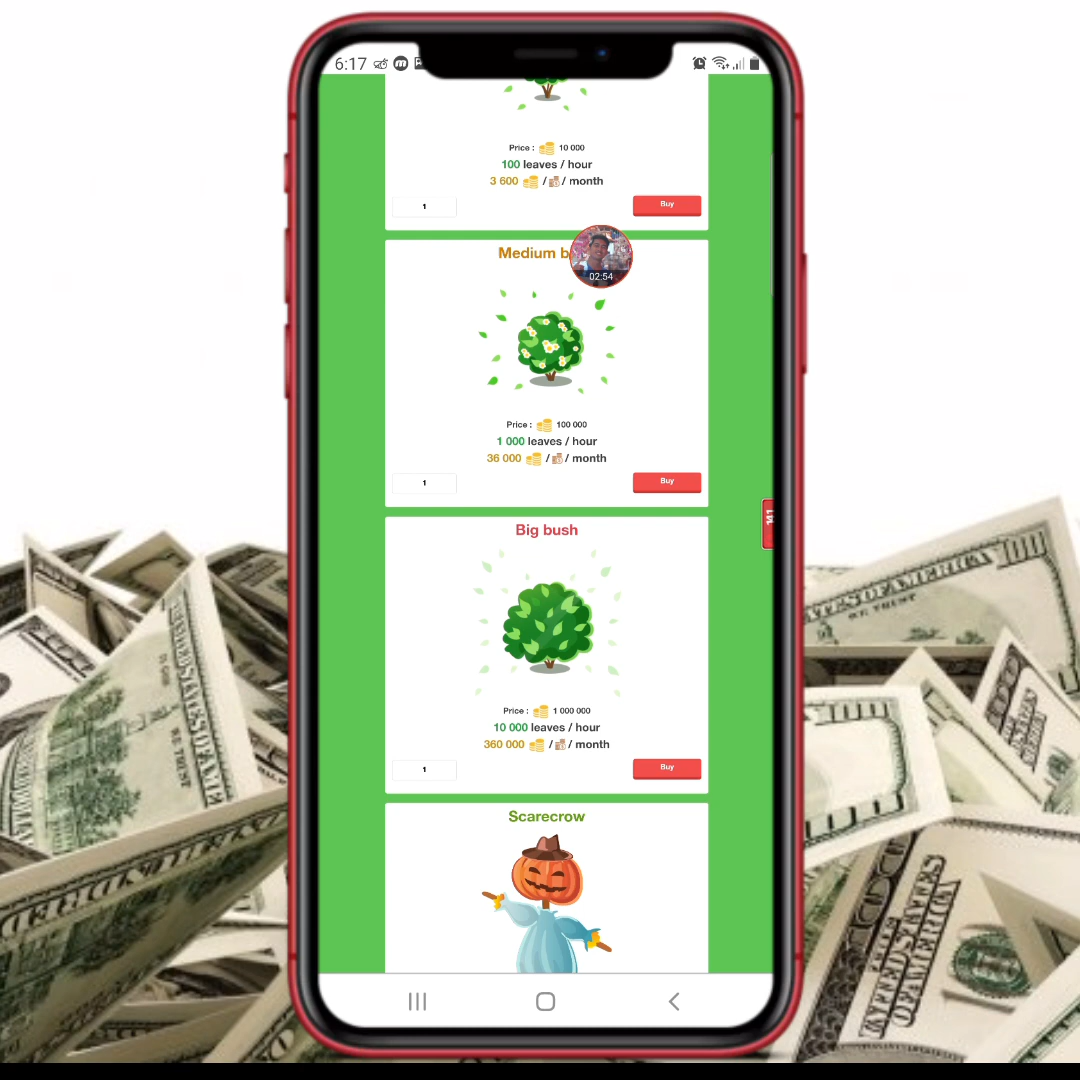 6:17
Price : 10 000
100 leaves / hour
3 600 / / month
1
Buy
Medium b
02:54
Price : 100 000
1 000 leaves / hour
36 000 / / month
1
Buy
141
Big bush
Price : 1 000 000
10 000 leaves / hour
360 000 / / month
1
Buy
Scarecrow